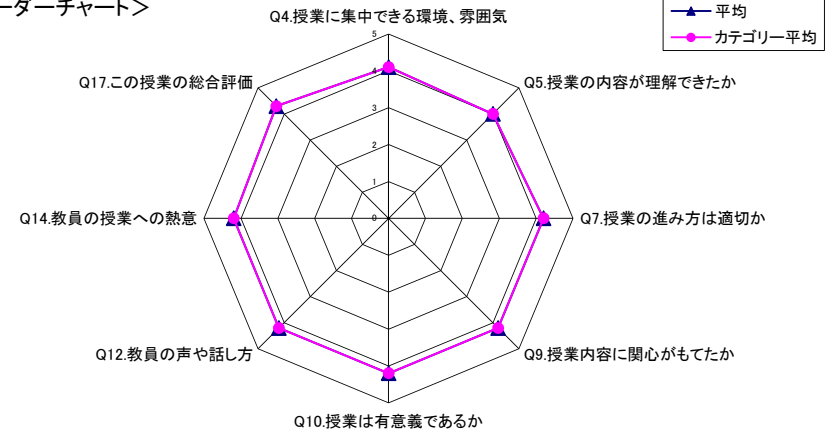 ーダーチャート＞
平均
カテゴリー平均
Q4.授業に集中できる環境、雰囲気
Q5.授業の内容が理解できたか
Q7.授業の進み方は適切か
Q9.授業内容に関心がもてたか
Q10.授業は有意義であるか
Q12.教員の声や話し方
Q14.教員の授業への熱意
Q17.この授業の総合評価
5
4
3
2
1
0